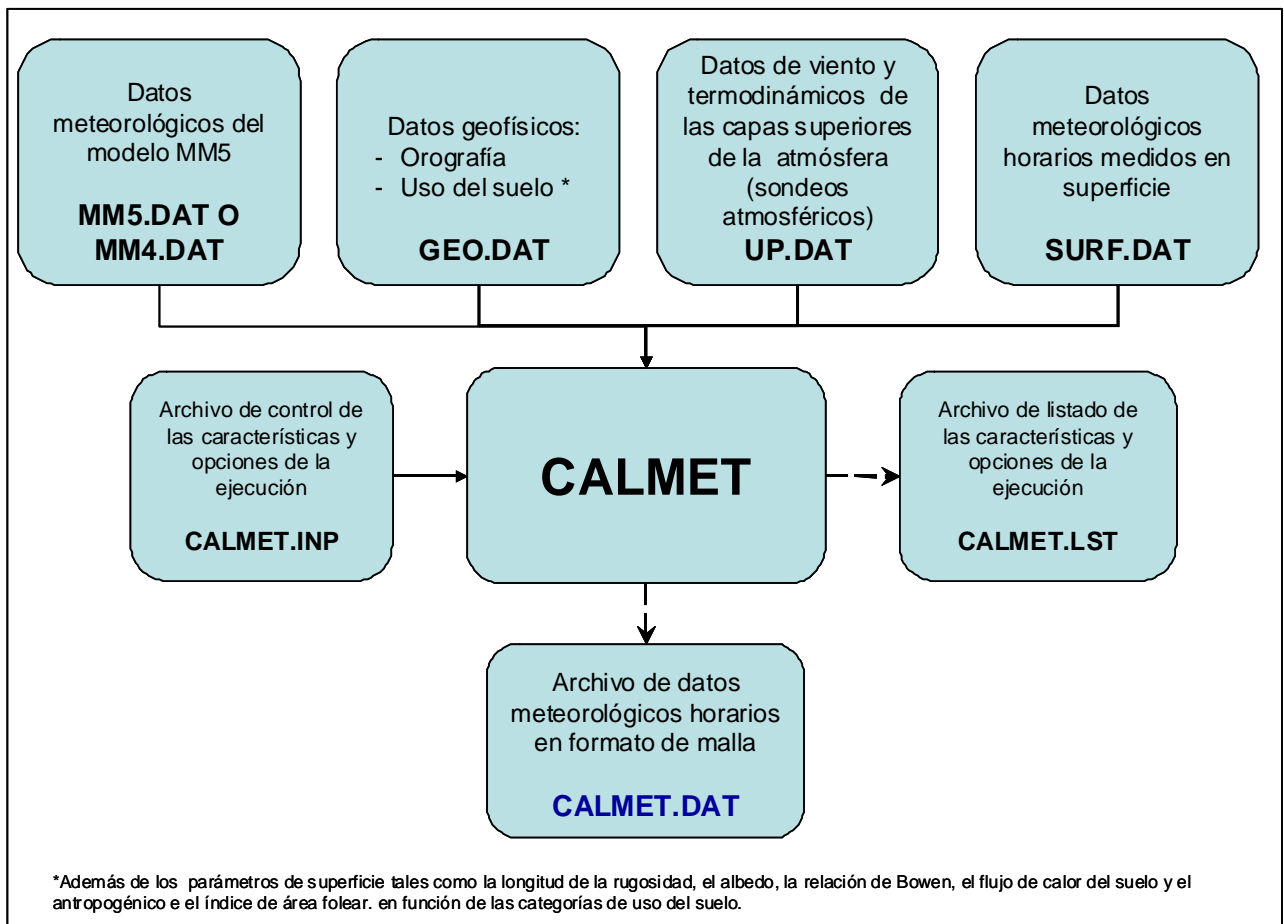 Datos
meteorológicos del
modelo MM5
MM5.DAT O
MM4.DAT
Datos geofísicos:
- Orografía
- Uso del suelo *
GEO.DAT
Datos de viento y
termodinámicos de
las capas superiores
de la atmósfera
(sondeos
atmosféricos)
UP.DAT
Datos
meteorológicos
horarios medidos en
superficie
SURF.DAT
Archivo de control de
las características y
opciones de la
ejecución
CALMET.INP
CALMET
Archivo de listado de
las características y
opciones de la
ejecución
CALMET.LST
Archivo de datos
meteorológicos horarios
en formato de malla
CALMET.DAT
*Además de los parámetros de superficie tales como la longitud de la rugosidad, el albedo, la relación de Bowen, el flujo de calor del suelo y el
antropogénico e el índice de área folear. en función de las categorías de uso del suelo.